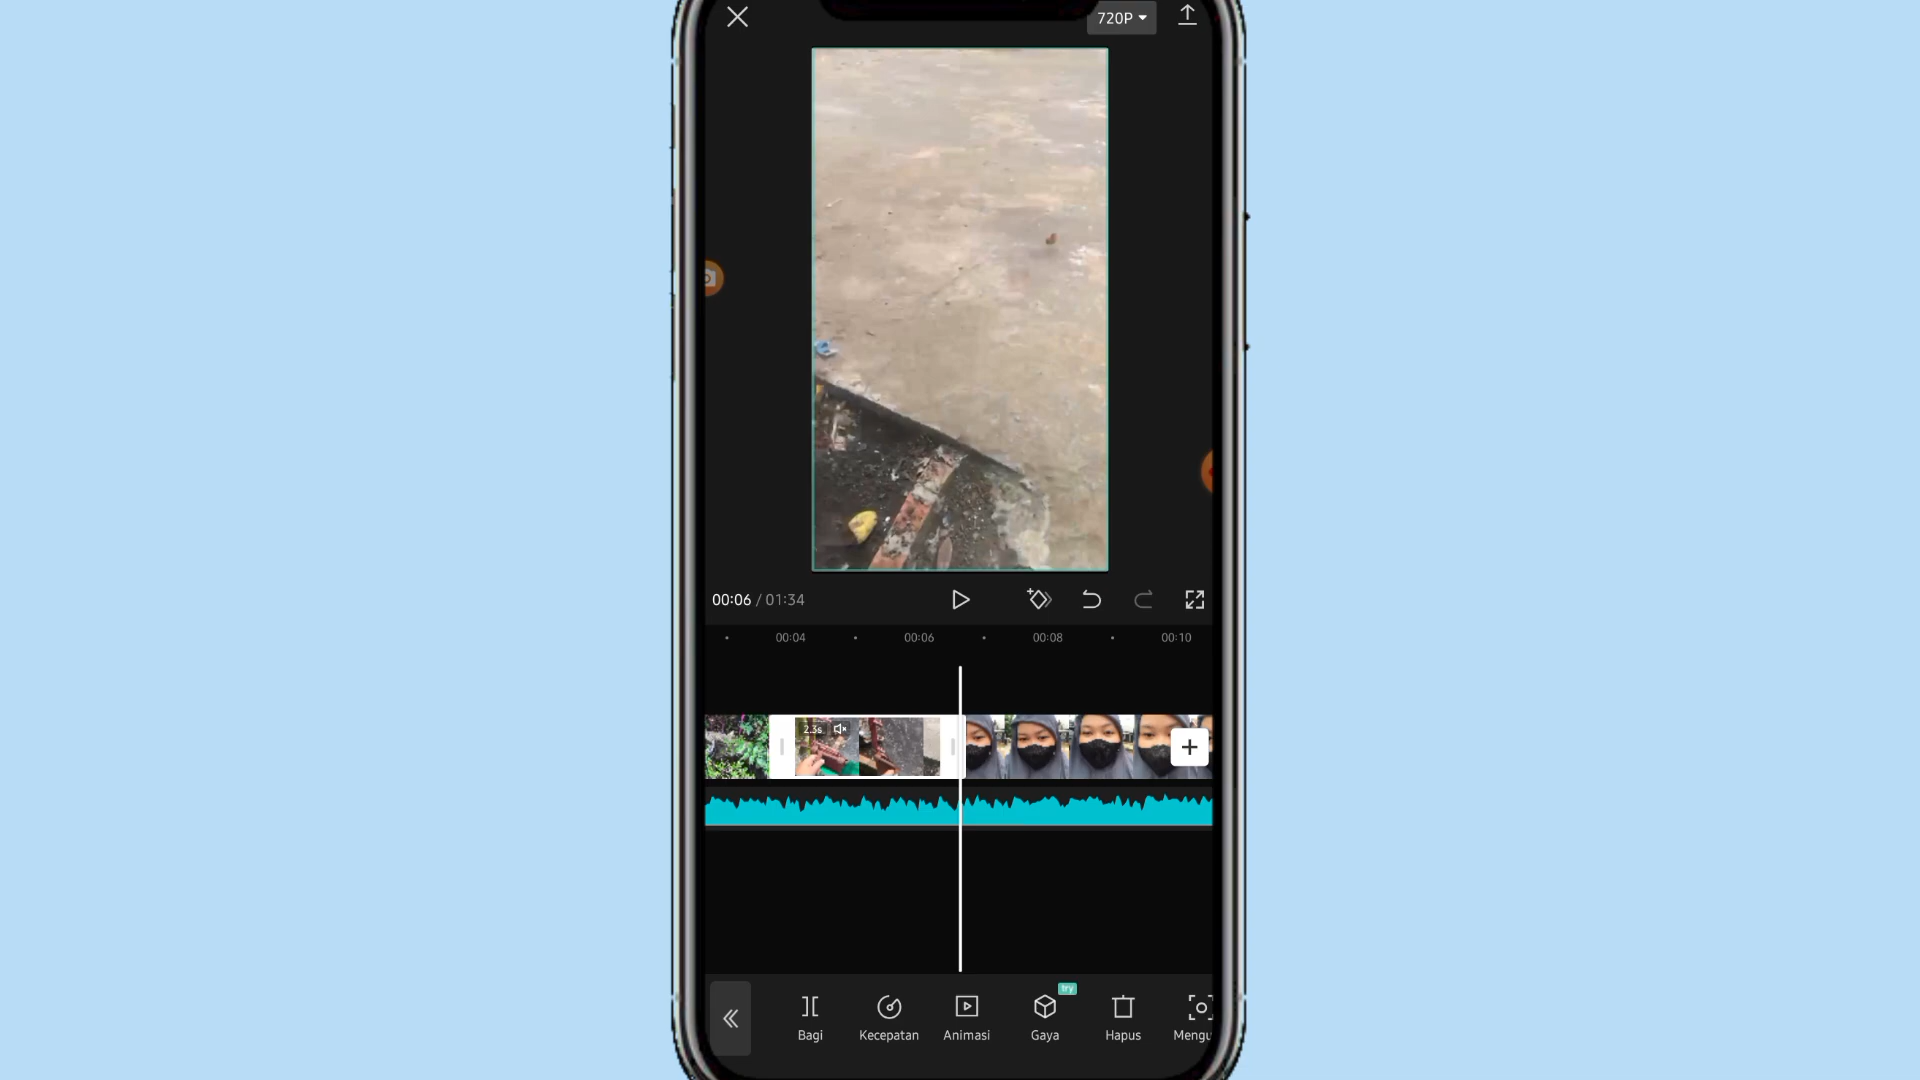 720P
00:06 / 01:34
00:04 00:06 00:08 00:10
2.3s
try
Bagi Kecepatan Animasi Gaya Hapus Mengu